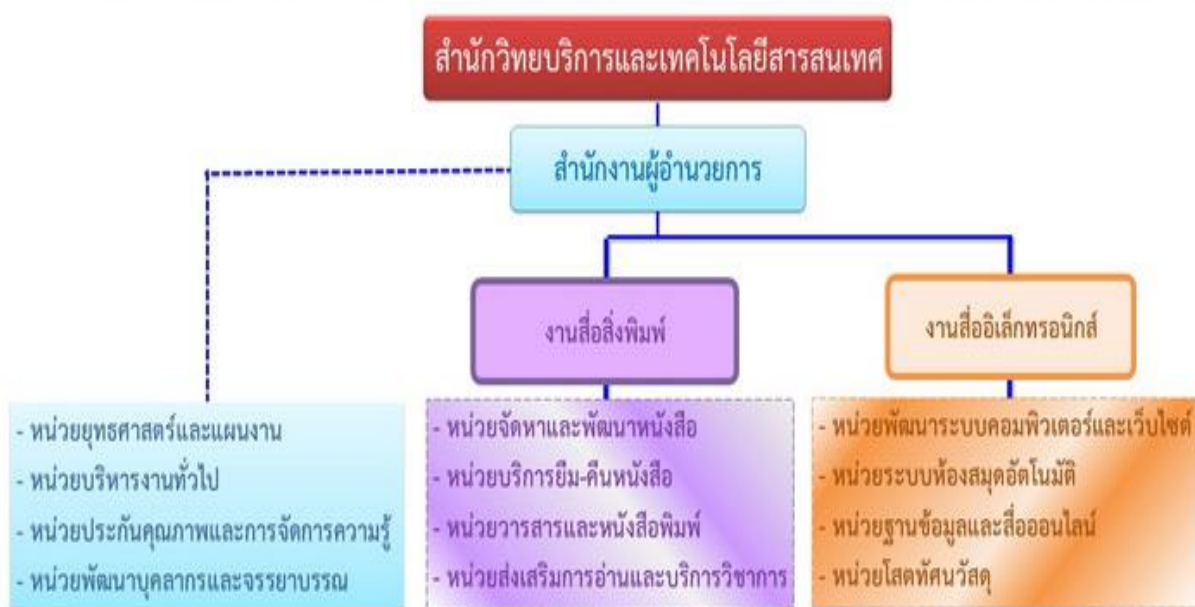 สำนักวิทยบริการและเทคโนโลยีสารสนเทศ
สำนักงานผู้อำนวยการ
งานสื่อสิ่งพิมพ์
งานสื่ออิเล็กทรอนิกส์
- หน่วยยุทธศาสตร์และแผนงาน
- หน่วยบริหารงานทั่วไป
- หน่วยประกันคุณภาพและการจัดการความรู้
- หน่วยพัฒนาบุคลากรและจรรยาบรรณ
- หน่วยจัดหาและพัฒนาหนังสือ
- หน่วยบริการยืม-คืนหนังสือ
- หน่วยวารสารและหนังสือพิมพ์
- หน่วยส่งเสริมการอ่านและบริการวิชาการ
- หน่วยพัฒนาระบบคอมพิวเตอร์และเว็บไซต์
- หน่วยระบบห้องสมุดอัตโนมัติ
- หน่วยฐานข้อมูลและสื่อออนไลน์
- หน่วยโสตทัศนวัสดุ